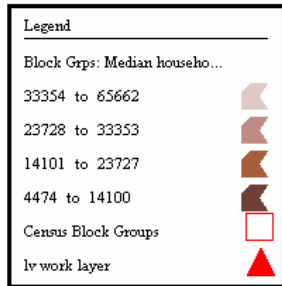 Legend
Block Grps: Median househo...
33354 to 65662
23728 to 33353
14101 to 23727
4474 to 14100
Census Block Groups
lv work layer